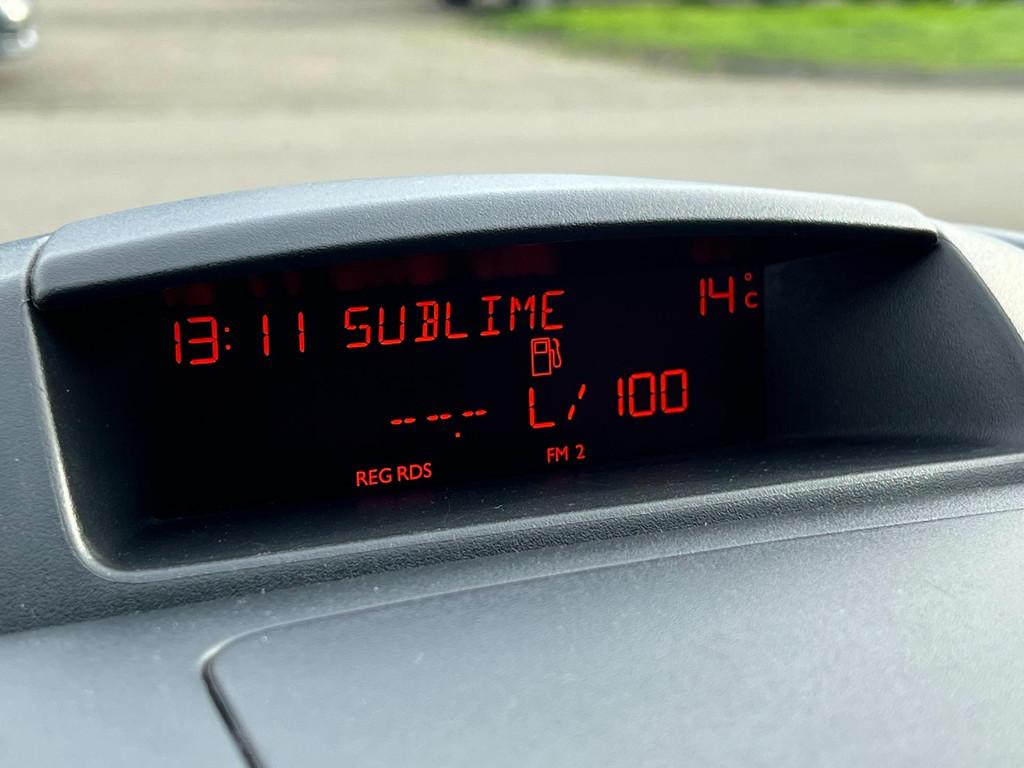 13:11 SUBLIME 14°C
-- --.-- L/100
REG RDS FM 2